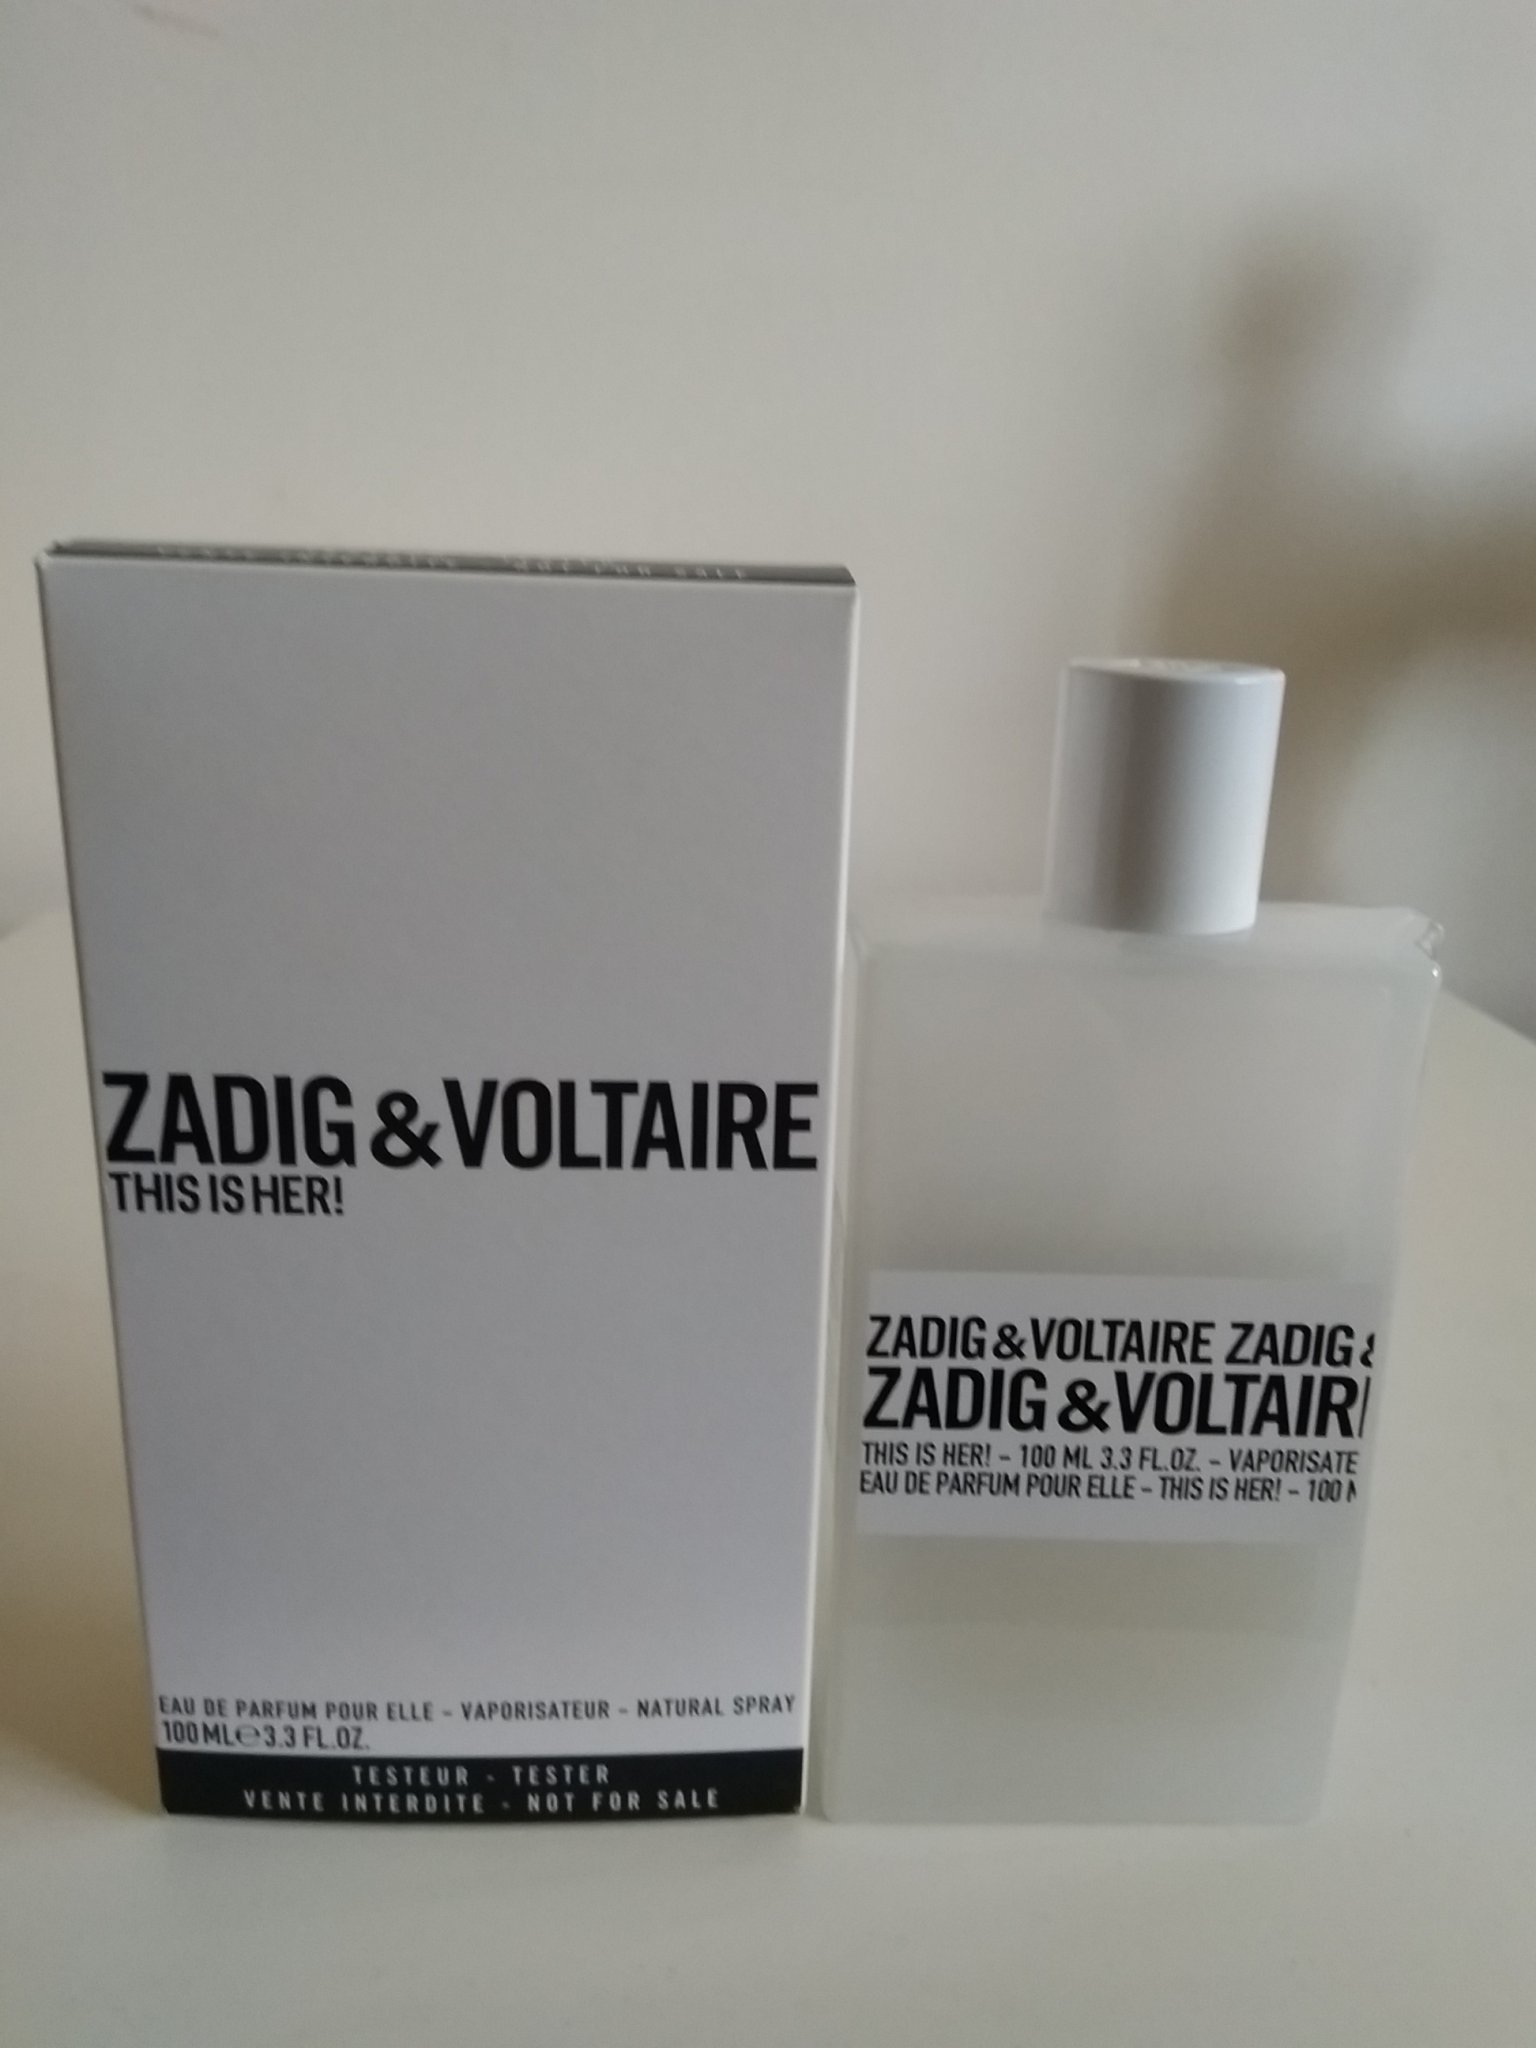 ZADIG & VOLTAIRE
THIS IS HER!
EAU DE PARFUM POUR ELLE - VAPORISATEUR - NATURAL SPRAY
100 ML ℮ 3.3 FL.OZ.
TESTEUR - TESTER
VENTE INTERDITE - NOT FOR SALE
ZADIG & VOLTAIRE ZADIG &
ZADIG & VOLTAIR
THIS IS HER! - 100 ML 3.3 FL.OZ. - VAPORISATE
EAU DE PARFUM POUR ELLE - THIS IS HER! - 100 M